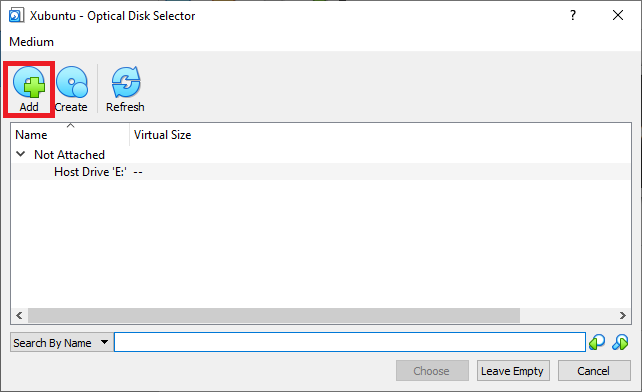 Xubuntu - Optical Disk Selector
Medium
Add Create Refresh
Name Virtual Size
Not Attached
Host Drive 'E:' --
Search By Name
Choose Leave Empty Cancel